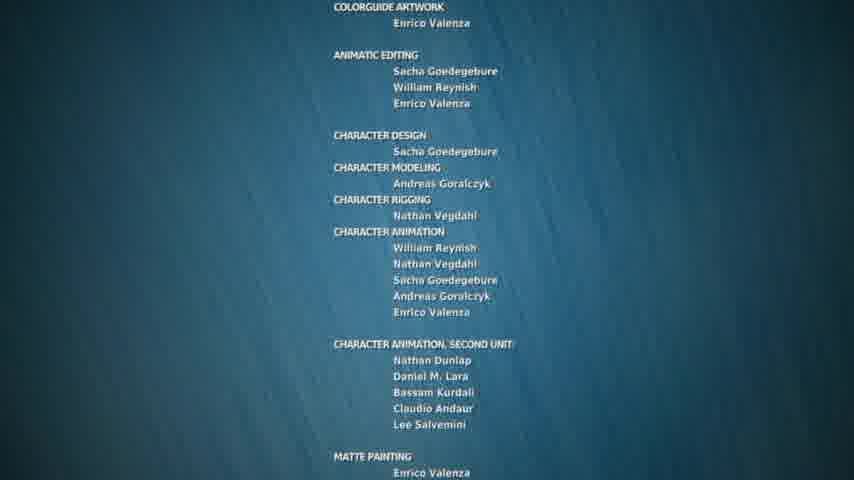 COLORGUIDE ARTWORK
Enrico Valenza
ANIMATIC EDITING
Sacha Goedegebure
William Reynish
Enrico Valenza
CHARACTER DESIGN
Sacha Goedegebure
CHARACTER MODELING
Andreas Goralczyk
CHARACTER RIGGING
Nathan Vegdahl
CHARACTER ANIMATION
William Reynish
Nathan Vegdahl
Sacha Goedegebure
Andreas Goralczyk
Enrico Valenza
CHARACTER ANIMATION, SECOND UNIT
Nathan Dunlap
Daniel M. Lara
Bassam Kurdali
Claudio Andaur
Lee Salvemini
MATTE PAINTING
Enrico Valenza